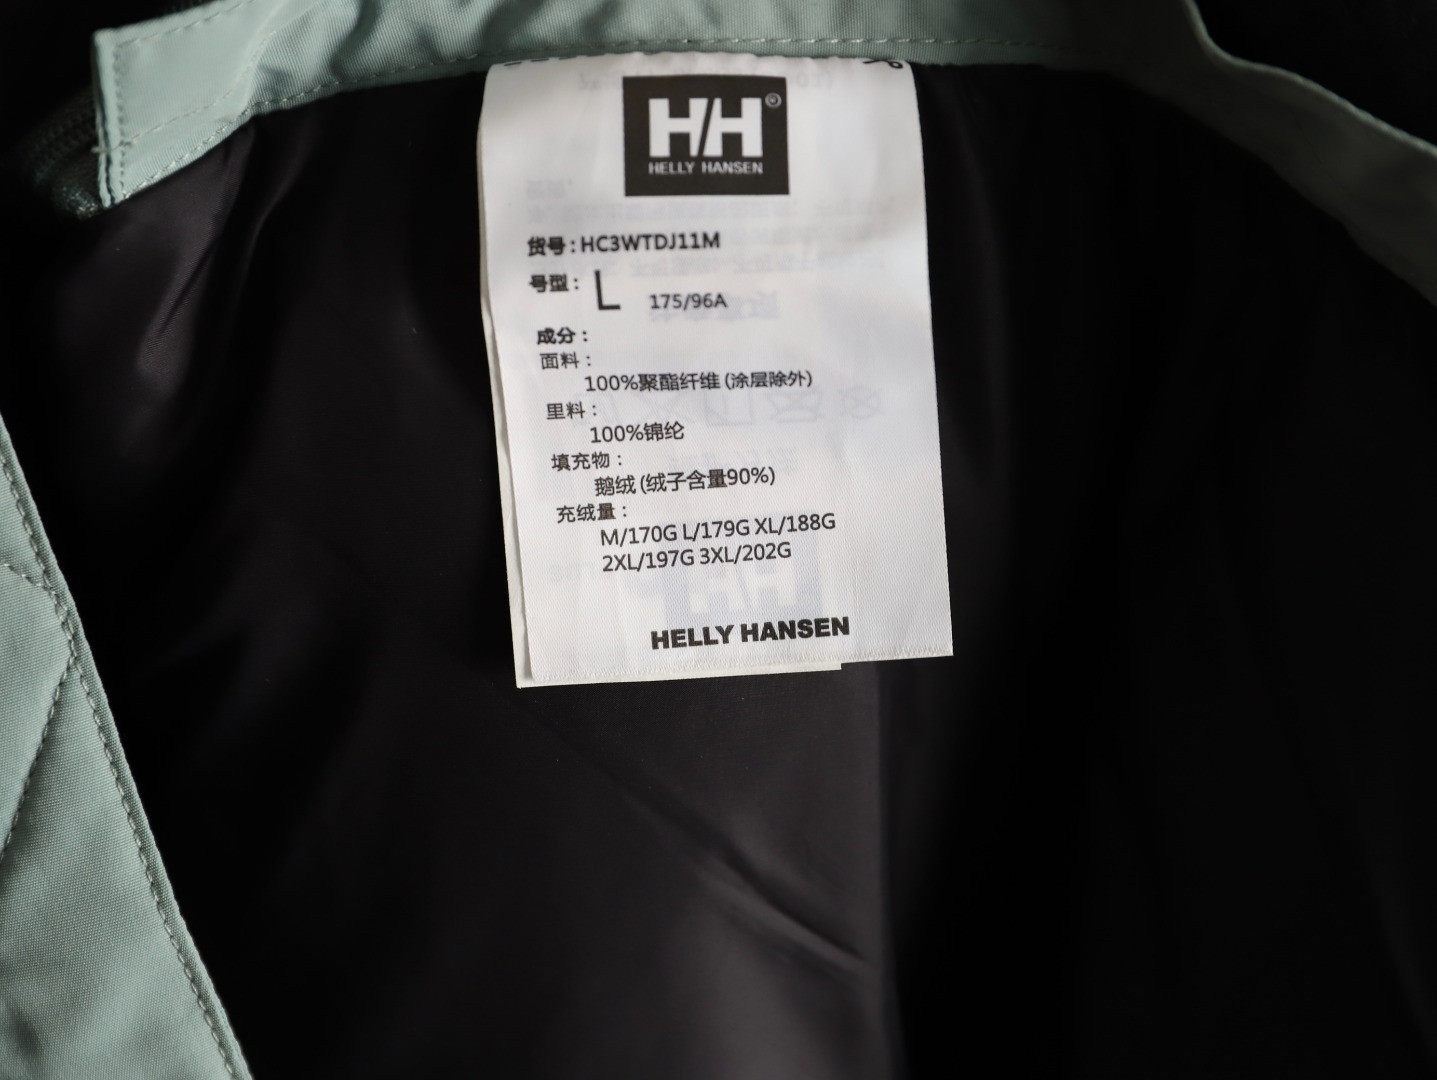 H/H®
HELLY HANSEN
货号：HC3WTDJ11M
号型： L 175/96A
成分：
面料：
100%聚酯纤维 (涂层除外)
里料：
100%锦纶
填充物：
鹅绒 (绒子含量90%)
充绒量：
M/170G L/179G XL/188G
2XL/197G 3XL/202G
HELLY HANSEN